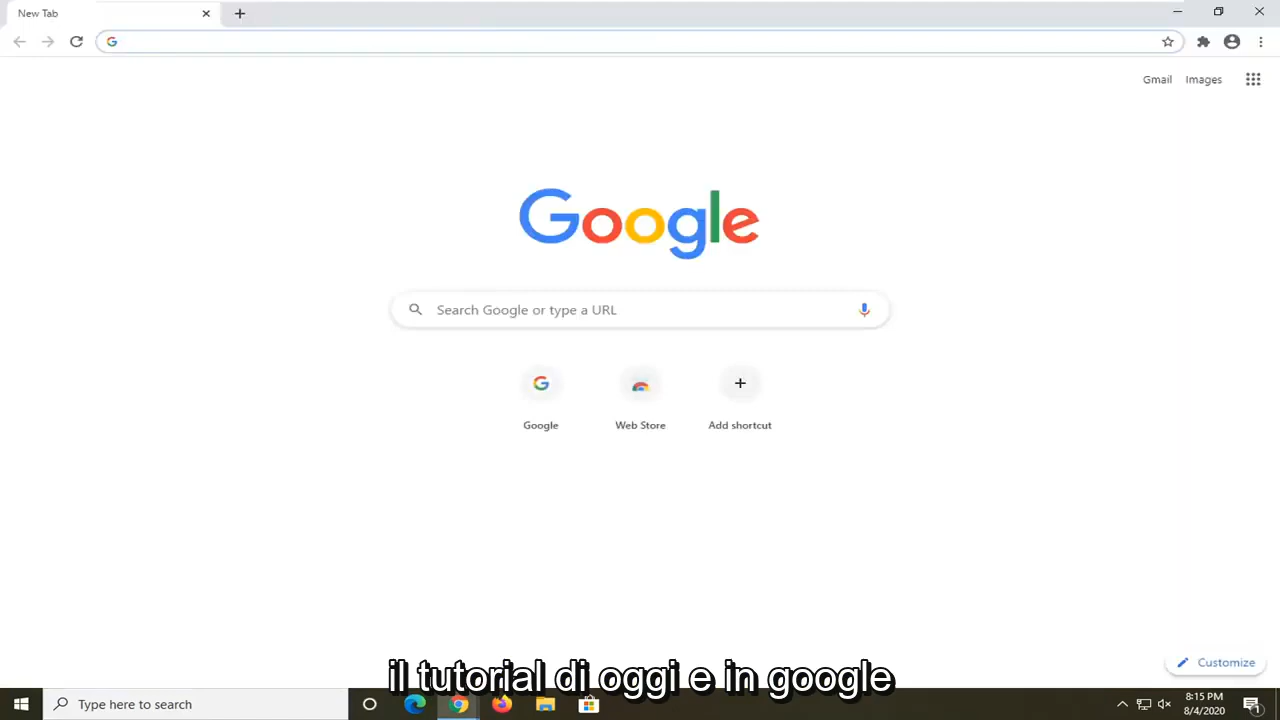 New Tab
Gmail Images
Google
Search Google or type a URL
Google Web Store Add shortcut
Customize
il tutorial di oggi e in google
Type here to search
8:15 PM
8/4/2020
1